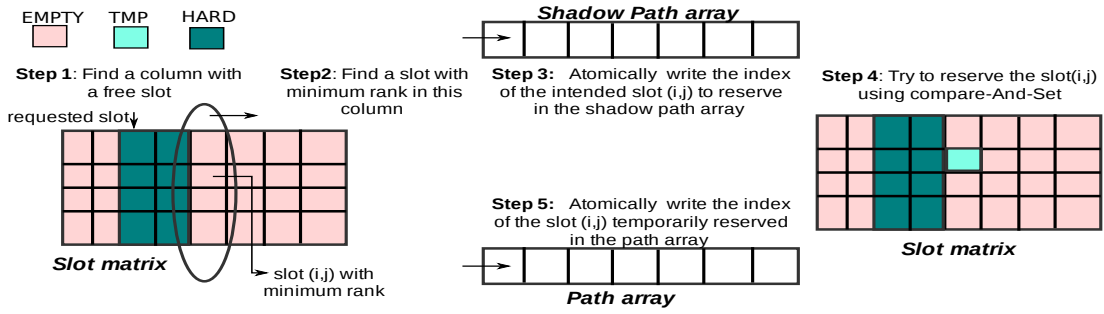 EMPTY TMP HARD
Step 1: Find a column with
a free slot
requested slot
Step2: Find a slot with
minimum rank in this
column
Slot matrix
slot (i,j) with
minimum rank
Shadow Path array
Step 3: Atomically write the index
of the intended slot (i,j) to reserve
in the shadow path array
Step 5: Atomically write the index
of the slot (i,j) temporarily reserved
in the path array
Path array
Step 4: Try to reserve the slot(i,j)
using compare-And-Set
Slot matrix